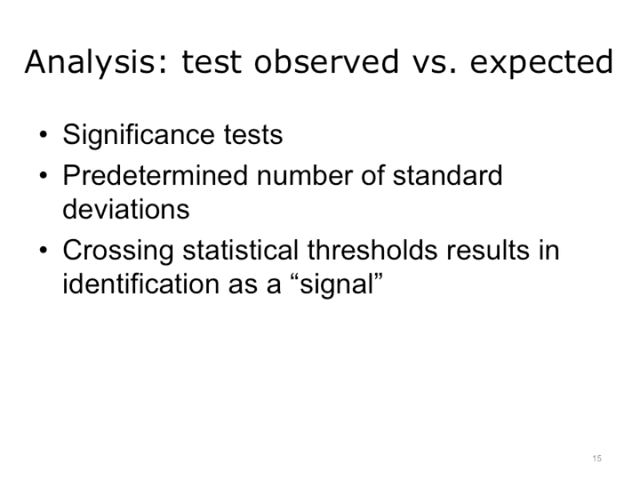 Analysis: test observed vs. expected
• Significance tests
• Predetermined number of standard
deviations
• Crossing statistical thresholds results in
identification as a “signal”
15